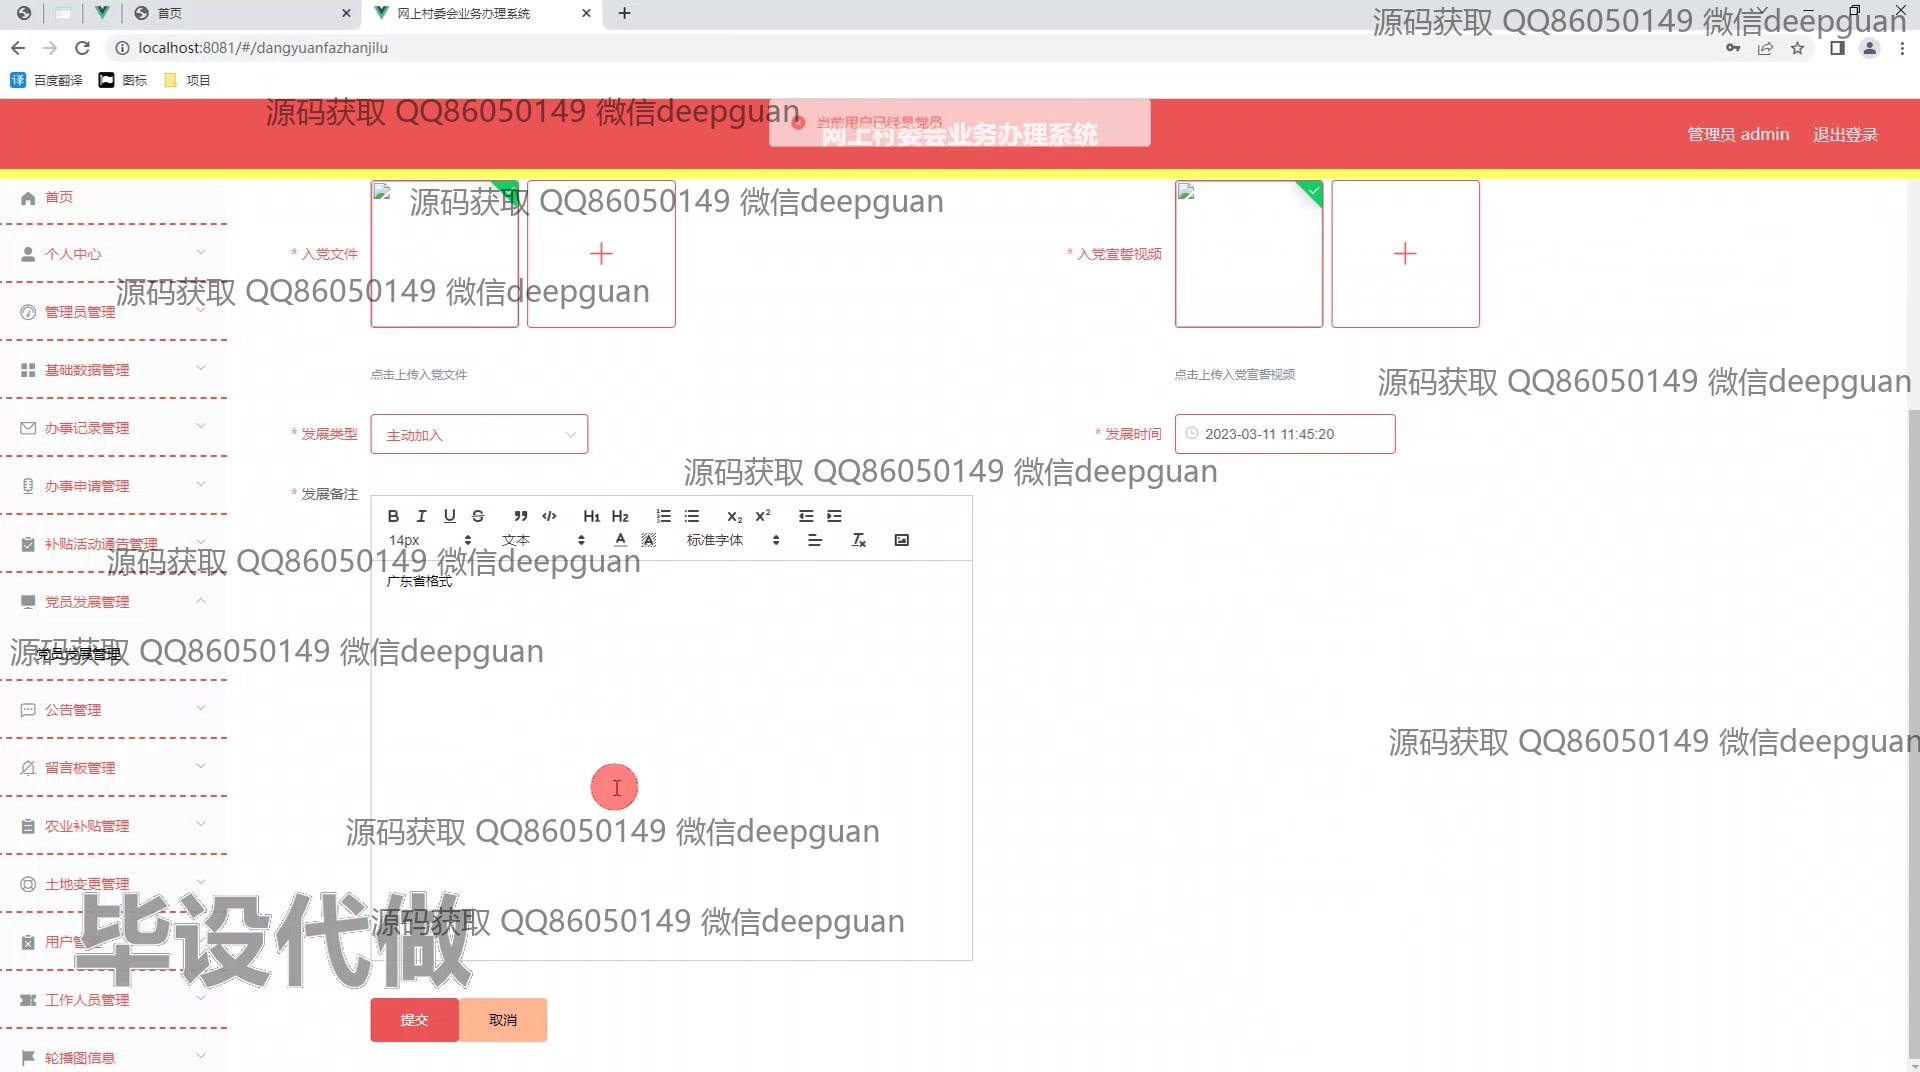 首页
网上村委会业务办理系统
源码获取 QQ86050149 微信deepguan
localhost:8081/#/dangyuanfazhanjilu
百度翻译
图标
项目
源码获取 QQ86050149 微信deepguan
当前用户已经是党员
网上村委会业务办理系统
管理员 admin
退出登录
首页
源码获取 QQ86050149 微信deepguan
个人中心
* 入党文件
* 入党宣誓视频
源码获取 QQ86050149 微信deepguan
管理员管理
基础数据管理
点击上传入党文件
点击上传入党宣誓视频
源码获取 QQ86050149 微信deepguan
办事记录管理
* 发展类型
主动加入
* 发展时间
2023-03-11 11:45:20
源码获取 QQ86050149 微信deepguan
办事申请管理
* 发展备注
B I U S H1 H2 X2 X2
14px 文本 A A 标准字体
补贴活动通告管理
源码获取 QQ86050149 微信deepguan
广东省格式
党员发展管理
源码获取 QQ86050149 微信deepguan
党员发展管理
公告管理
源码获取 QQ86050149 微信deepguan
留言板管理
农业补贴管理
源码获取 QQ86050149 微信deepguan
土地变更管理
毕设代做
源码获取 QQ86050149 微信deepguan
用户管理
工作人员管理
提交
取消
轮播图信息